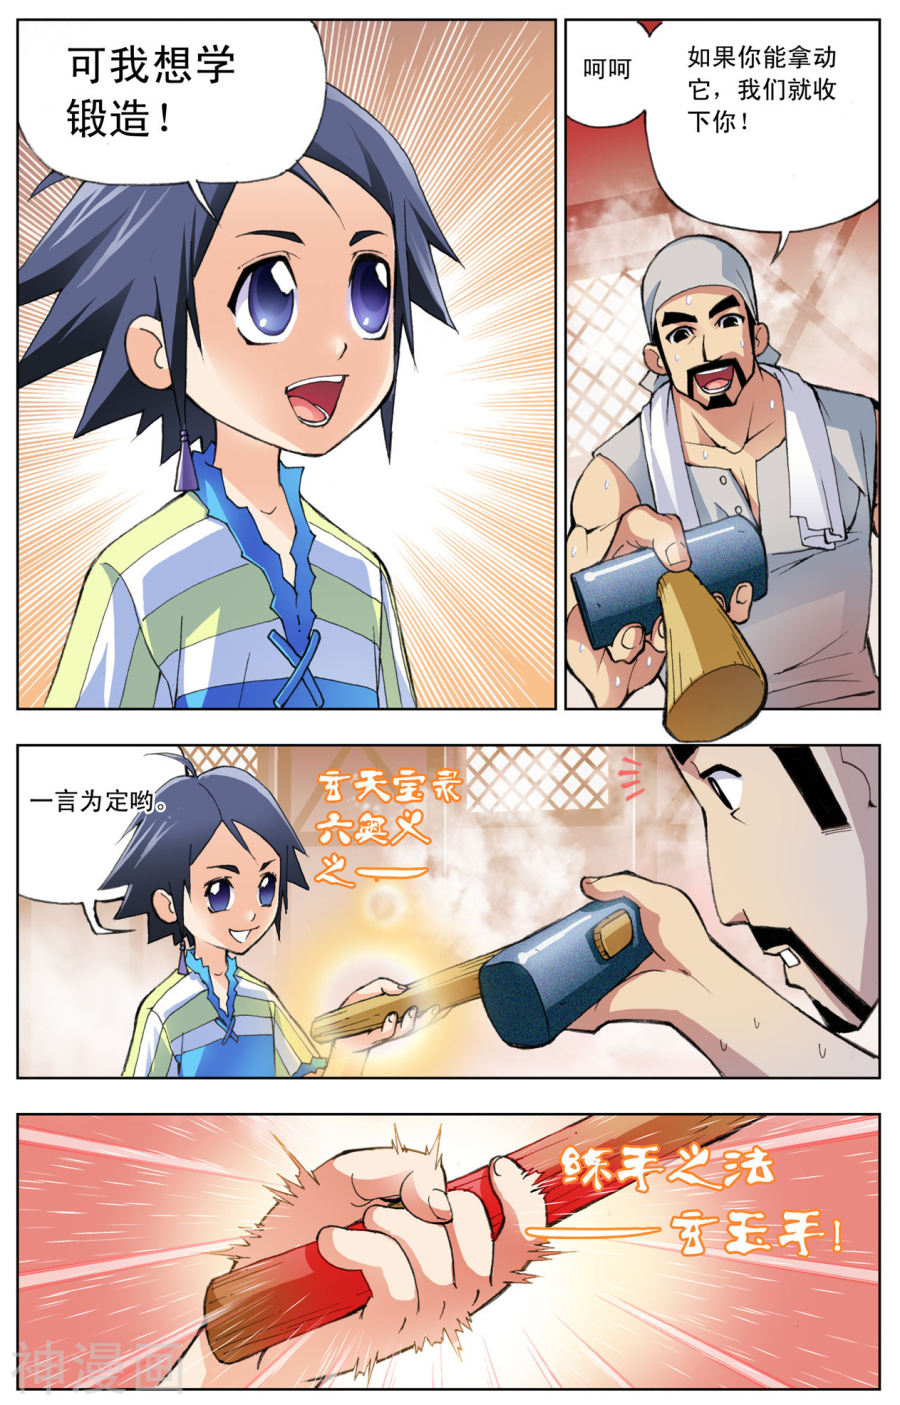 可我想学
锻造！
呵呵
如果你能拿动
它，我们就收
下你！
一言为定哟。
玄天宝录
六奥义
之——
练手之法
——玄玉手！
神漫画